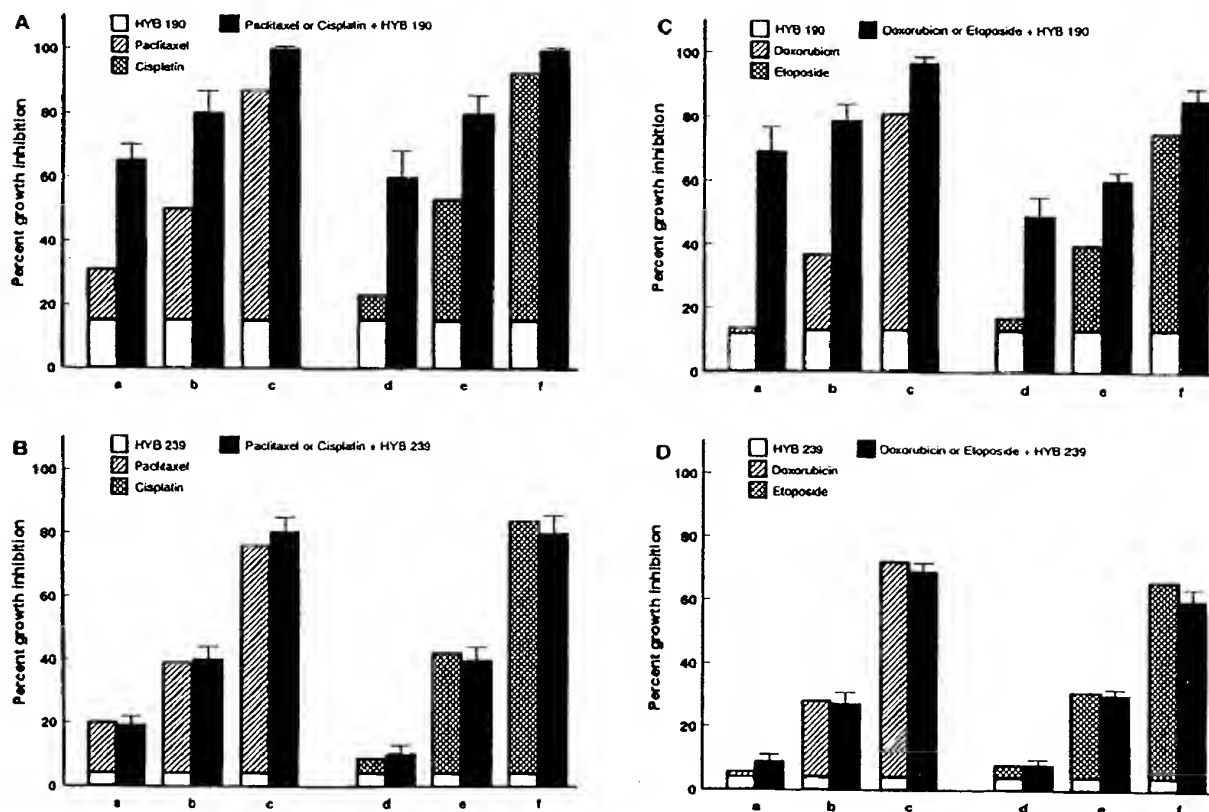 A
HYB 190
Paclitaxel
Cisplatin
Paclitaxel or Cisplatin + HYB 190
Percent growth inhibition
100
80
60
40
20
0
a b c d e f
C
HYB 190
Doxorubicin
Etoposide
Doxorubicin or Etoposide + HYB 190
Percent growth inhibition
100
80
60
40
20
0
a b c d e f
B
HYB 239
Paclitaxel
Cisplatin
Paclitaxel or Cisplatin + HYB 239
Percent growth inhibition
100
80
60
40
20
0
a b c d e f
D
HYB 239
Doxorubicin
Etoposide
Doxorubicin or Etoposide + HYB 239
Percent growth inhibition
100
80
60
40
20
0
a b c d e f